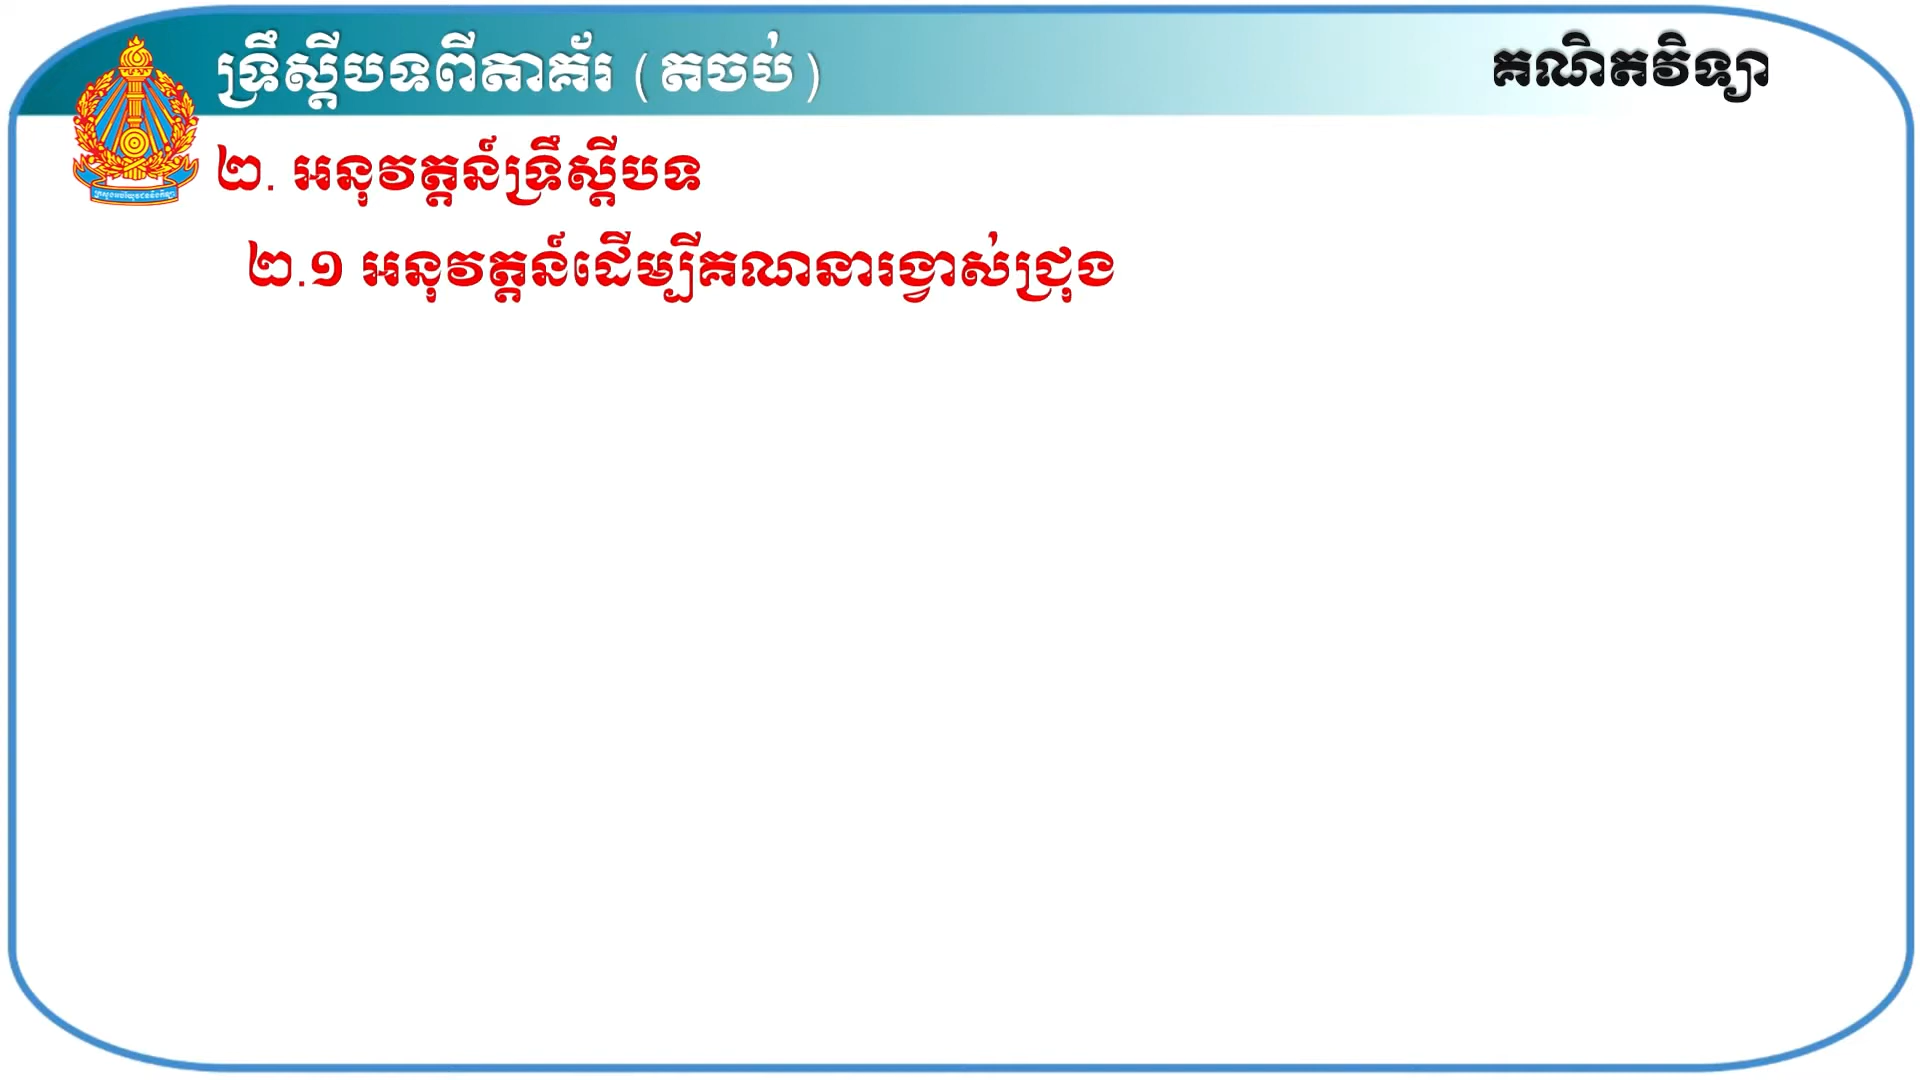 ទ្រឹស្តីបទពីតាគ័រ (តចប់)
គណិតវិទ្យា
២. អនុវត្តន៍ទ្រឹស្តីបទ
២.១ អនុវត្តន៍ដើម្បីគណនារង្វាស់ជ្រុង